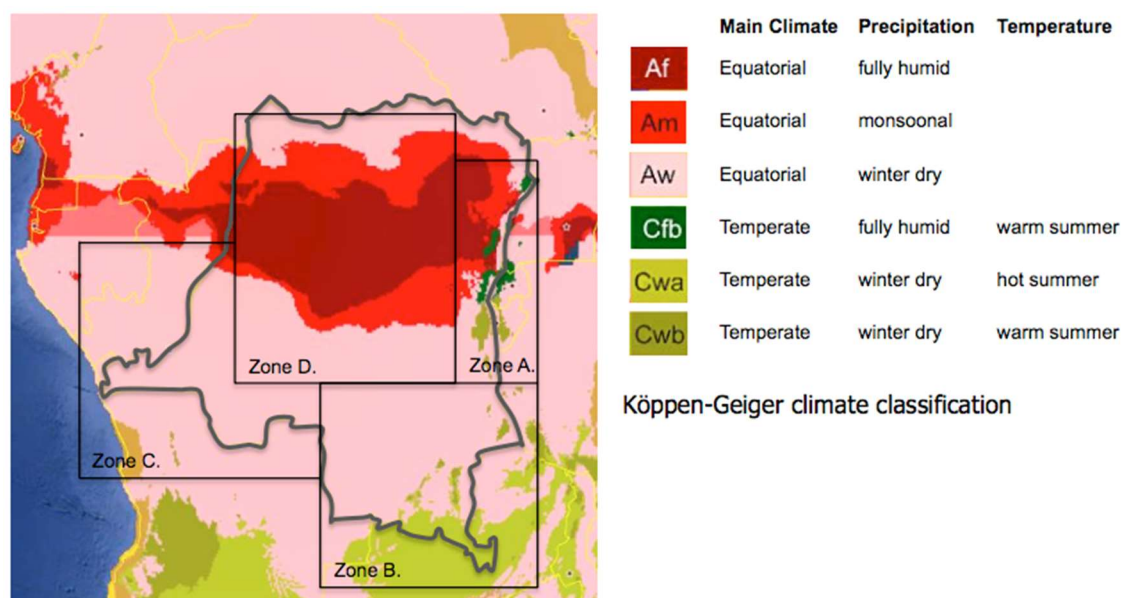 Main Climate Precipitation Temperature
Af Equatorial fully humid
Am Equatorial monsoonal
Aw Equatorial winter dry
Cfb Temperate fully humid warm summer
Cwa Temperate winter dry hot summer
Cwb Temperate winter dry warm summer
Köppen-Geiger climate classification
Zone D.
Zone A.
Zone C.
Zone B.